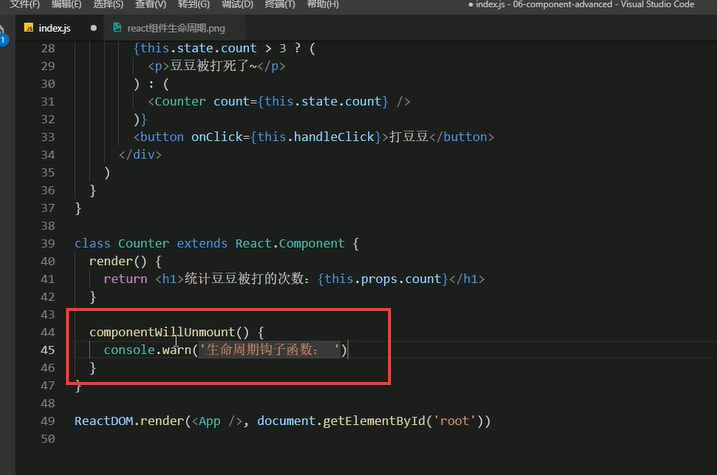 文件(F) 编辑(E) 选择(S) 查看(V) 转到(G) 调试(D) 终端(T) 帮助(H) ● index.js - 06-component-advanced - Visual Studio Code
JS index.js ● react组件生命周期.png
1
28 {this.state.count > 3 ? (
29 <p>豆豆被打死了~</p>
30 ) : (
31 <Counter count={this.state.count} />
32 )}
33 <button onClick={this.handleClick}>打豆豆</button>
34 </div>
35 )
36 }
37 }
38
39 class Counter extends React.Component {
40 render() {
41 return <h1>统计豆豆被打的次数：{this.props.count}</h1>
42 }
43
44 componentWillUnmount() {
45 console.warn('生命周期钩子函数： ')
46 }
47 }
48
49 ReactDOM.render(<App />, document.getElementById('root'))
50